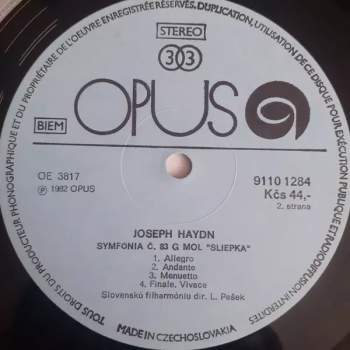 TOUS DROITS DU PRODUCTEUR PHONOGRAPHIQUE ET DU PROPRIÉTAIRE DE L'OEUVRE ENREGISTRÉE RÉSERVÉS. DUPLICATION, UTILISATION DE CE DISQUE POUR EXÉCUTION PUBLIQUE ET RADIODIFFUSION INTERDITES
STEREO
33
OPUS
BIEM
OE 3817
9110 1284
℗ 1982 OPUS
Kčs 44,-
2. strana
JOSEPH HAYDN
SYMFONIA Č. 83 G MOL "SLIEPKA"
1. Allegro
2. Andante
3. Menuetto
4. Finale. Vivace
Slovenskú filharmóniu dir. L. Pešek
MADE IN CZECHOSLOVAKIA